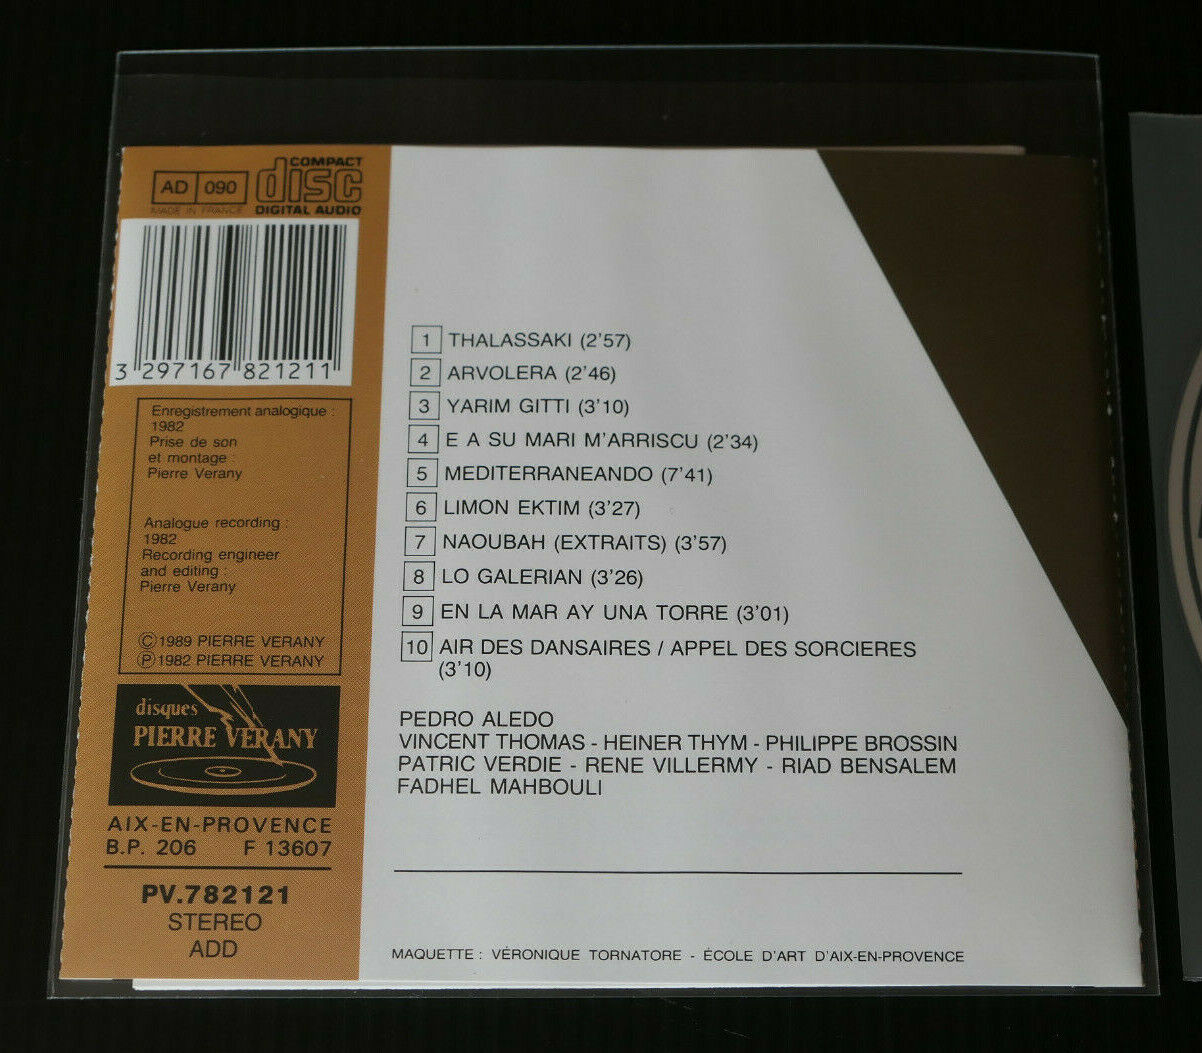 AD 090
COMPACT
disc
DIGITAL AUDIO
MADE IN FRANCE
3 297167 821211
Enregistrement analogique :
1982
Prise de son
et montage :
Pierre Verany
Analogue recording :
1982
Recording engineer
and editing :
Pierre Verany
Ⓒ1989 PIERRE VERANY
Ⓟ1982 PIERRE VERANY
disques
PIERRE VERANY
AIX-EN-PROVENCE
B.P. 206 F 13607
PV.782121
STEREO
ADD
1 THALASSAKI (2'57)
2 ARVOLERA (2'46)
3 YARIM GITTI (3'10)
4 E A SU MARI M'ARRISCU (2'34)
5 MEDITERRANEANDO (7'41)
6 LIMON EKTIM (3'27)
7 NAOUBAH (EXTRAITS) (3'57)
8 LO GALERIAN (3'26)
9 EN LA MAR AY UNA TORRE (3'01)
10 AIR DES DANSAIRES / APPEL DES SORCIERES
(3'10)
PEDRO ALEDO
VINCENT THOMAS - HEINER THYM - PHILIPPE BROSSIN
PATRIC VERDIE - RENE VILLERMY - RIAD BENSALEM
FADHEL MAHBOULI
MAQUETTE : VÉRONIQUE TORNATORE - ÉCOLE D'ART D'AIX-EN-PROVENCE